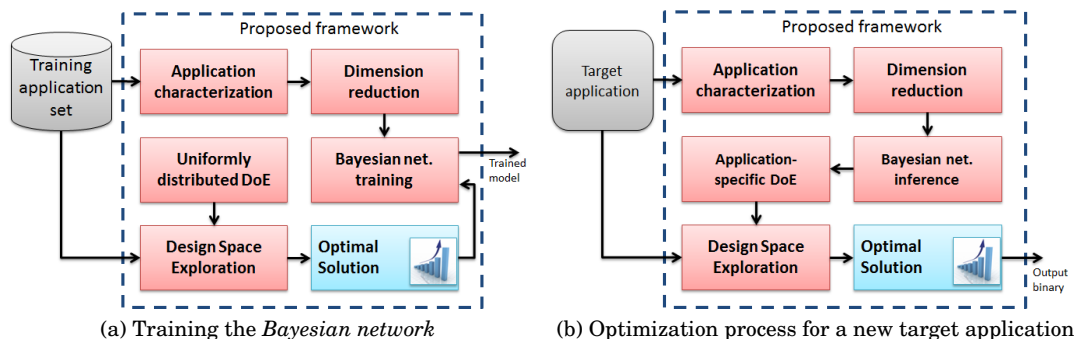 Proposed framework
Training
application
set
Application
characterization
Dimension
reduction
Uniformly
distributed DoE
Bayesian net.
training
Trained
model
Design Space
Exploration
Optimal
Solution
(a) Training the Bayesian network
Proposed framework
Target
application
Application
characterization
Dimension
reduction
Application-
specific DoE
Bayesian net.
inference
Design Space
Exploration
Optimal
Solution
Output
binary
(b) Optimization process for a new target application